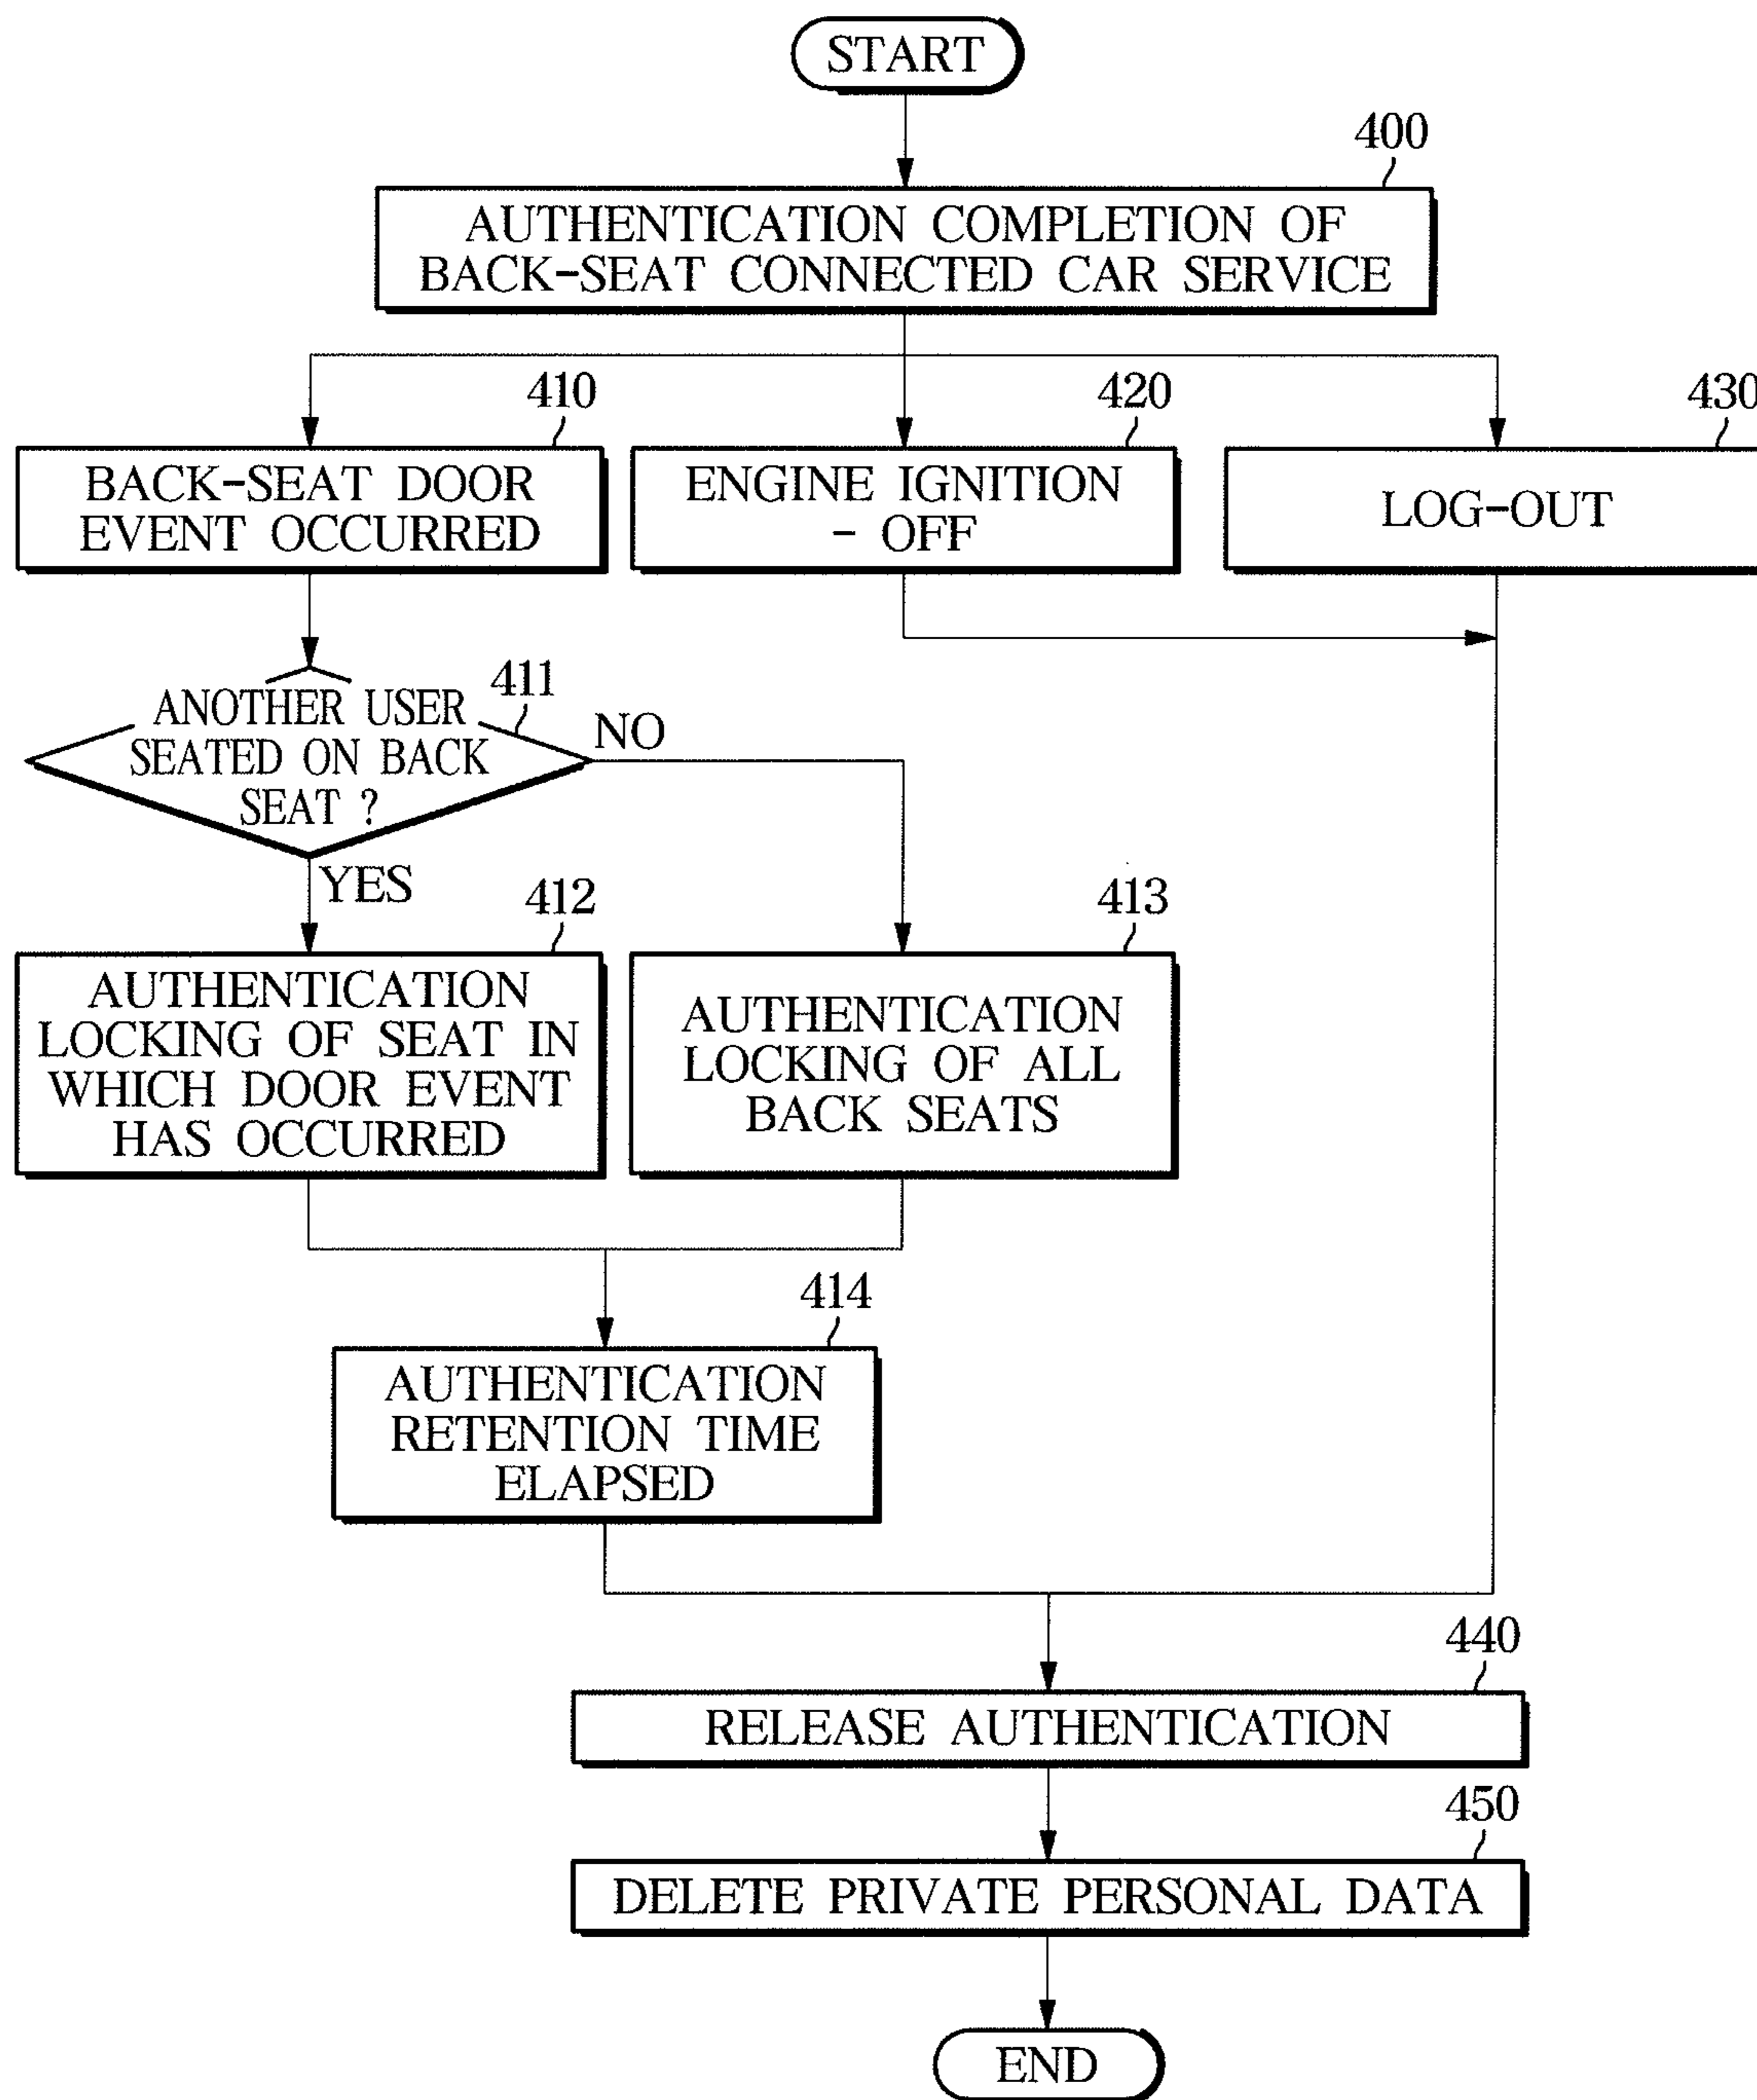 START
400
AUTHENTICATION COMPLETION OF
BACK-SEAT CONNECTED CAR SERVICE
410
BACK-SEAT DOOR
EVENT OCCURRED
420
ENGINE IGNITION
- OFF
430
LOG-OUT
411
ANOTHER USER
SEATED ON BACK
SEAT ?
NO
YES
412
AUTHENTICATION
LOCKING OF SEAT IN
WHICH DOOR EVENT
HAS OCCURRED
413
AUTHENTICATION
LOCKING OF ALL
BACK SEATS
414
AUTHENTICATION
RETENTION TIME
ELAPSED
440
RELEASE AUTHENTICATION
450
DELETE PRIVATE PERSONAL DATA
END